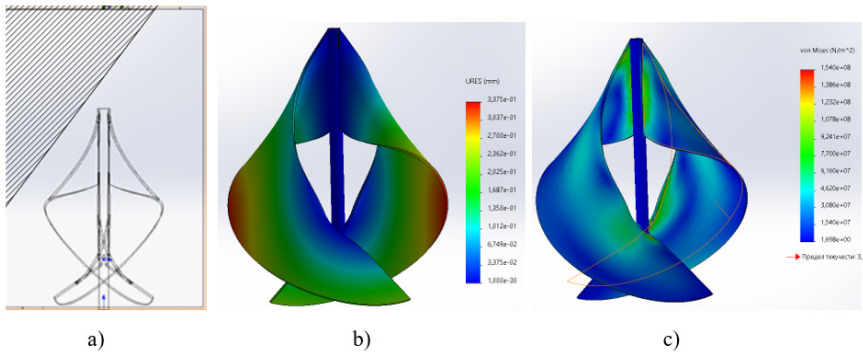 URES (mm)
3,375e-01
3,037e-01
2,700e-01
2,362e-01
2,025e-01
1,687e-01
1,350e-01
1,012e-01
6,749e-02
3,375e-02
1,000e-30
von Mises (N/m^2)
1,540e+08
1,386e+08
1,232e+08
1,078e+08
9,241e+07
7,700e+07
6,160e+07
4,620e+07
3,080e+07
1,540e+07
1,698e+00
Предел текучести: 3,
a)
b)
c)